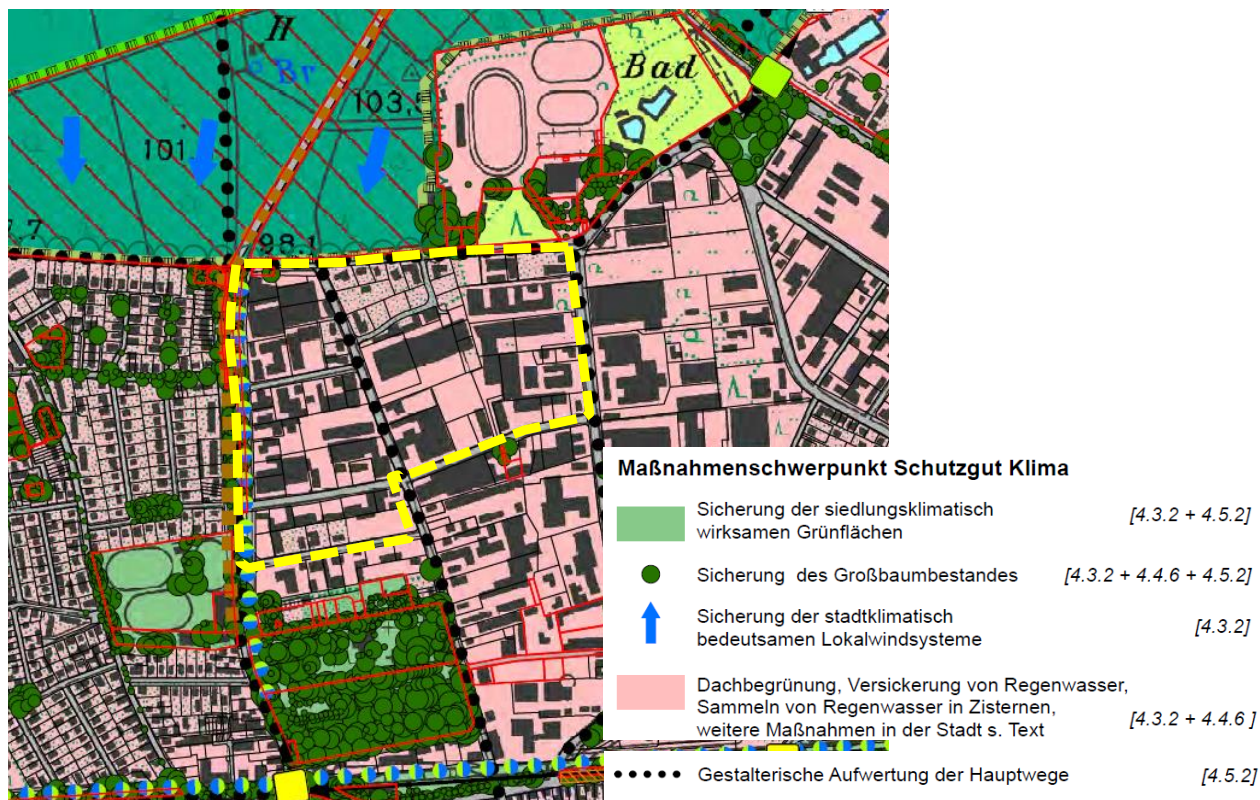 H
Br
Bad
103,5
101
7.7
98,1
Maßnahmenschwerpunkt Schutzgut Klima
Sicherung der siedlungsklimatisch
wirksamen Grünflächen
[4.3.2 + 4.5.2]
Sicherung des Großbaumbestandes
[4.3.2 + 4.4.6 + 4.5.2]
Sicherung der stadtklimatisch
bedeutsamen Lokalwindsysteme
[4.3.2]
Dachbegrünung, Versickerung von Regenwasser,
Sammeln von Regenwasser in Zisternen,
weitere Maßnahmen in der Stadt s. Text
[4.3.2 + 4.4.6 ]
Gestalterische Aufwertung der Hauptwege
[4.5.2]